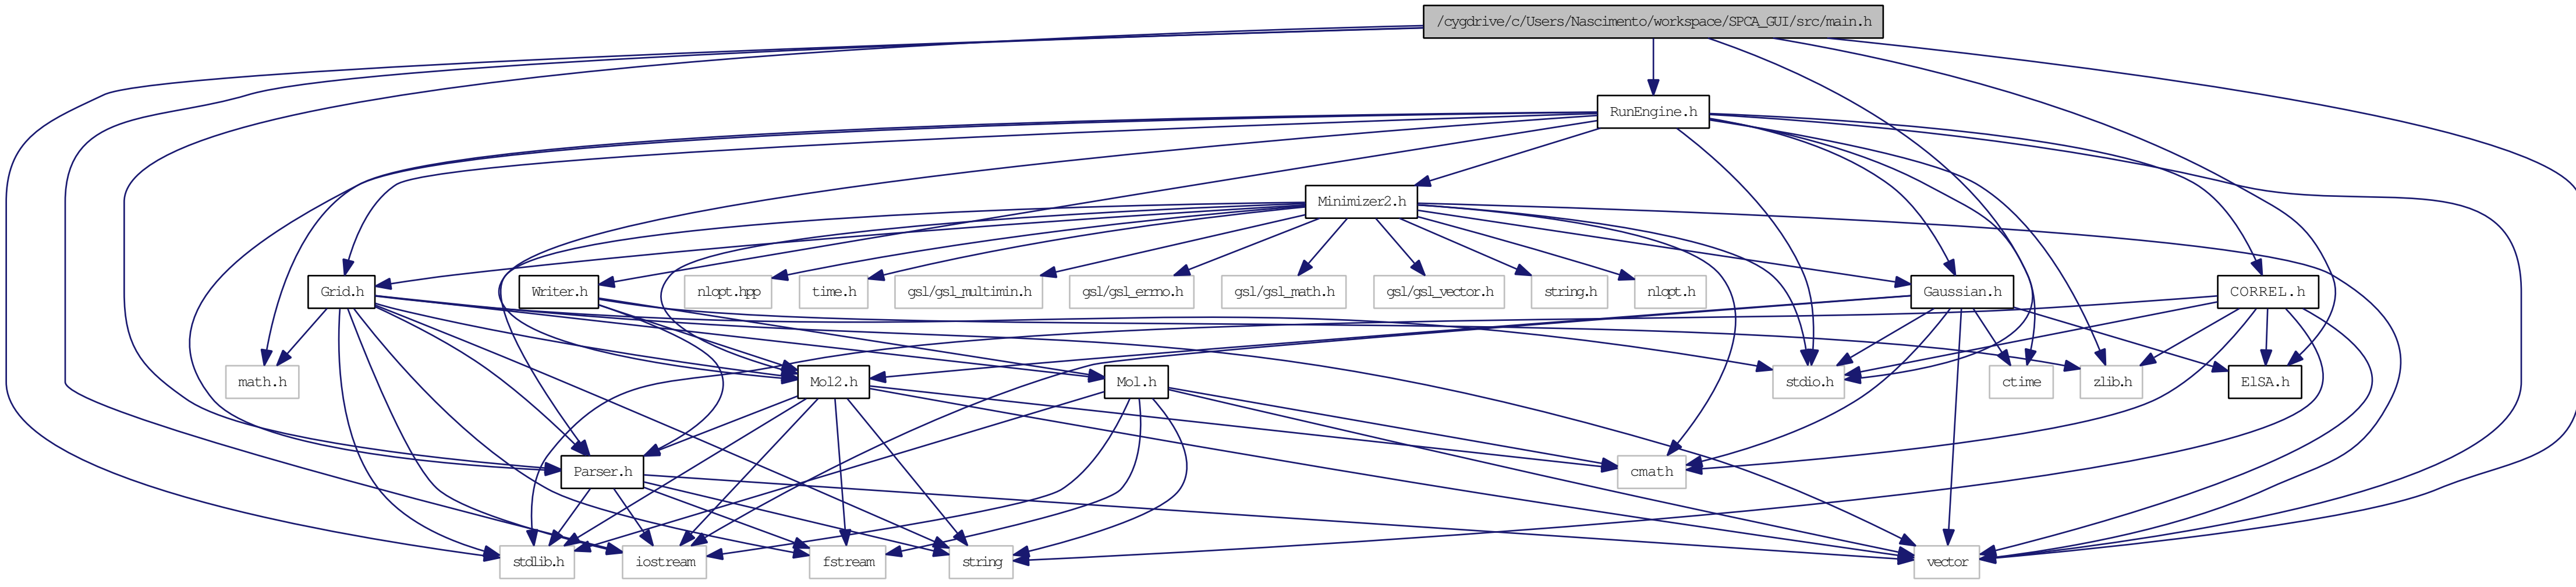 /cygdrive/c/Users/Nascimento/workspace/SPCA_GUI/src/main.h
RunEngine.h
Minimizer2.h
Grid.h
Writer.h
nlopt.hpp
time.h
gsl/gsl_multimin.h
gsl/gsl_errno.h
gsl/gsl_math.h
gsl/gsl_vector.h
string.h
nlopt.h
Gaussian.h
CORREL.h
math.h
Mol2.h
Mol.h
stdio.h
ctime
zlib.h
ElSA.h
Parser.h
cmath
stdlib.h
iostream
fstream
string
vector